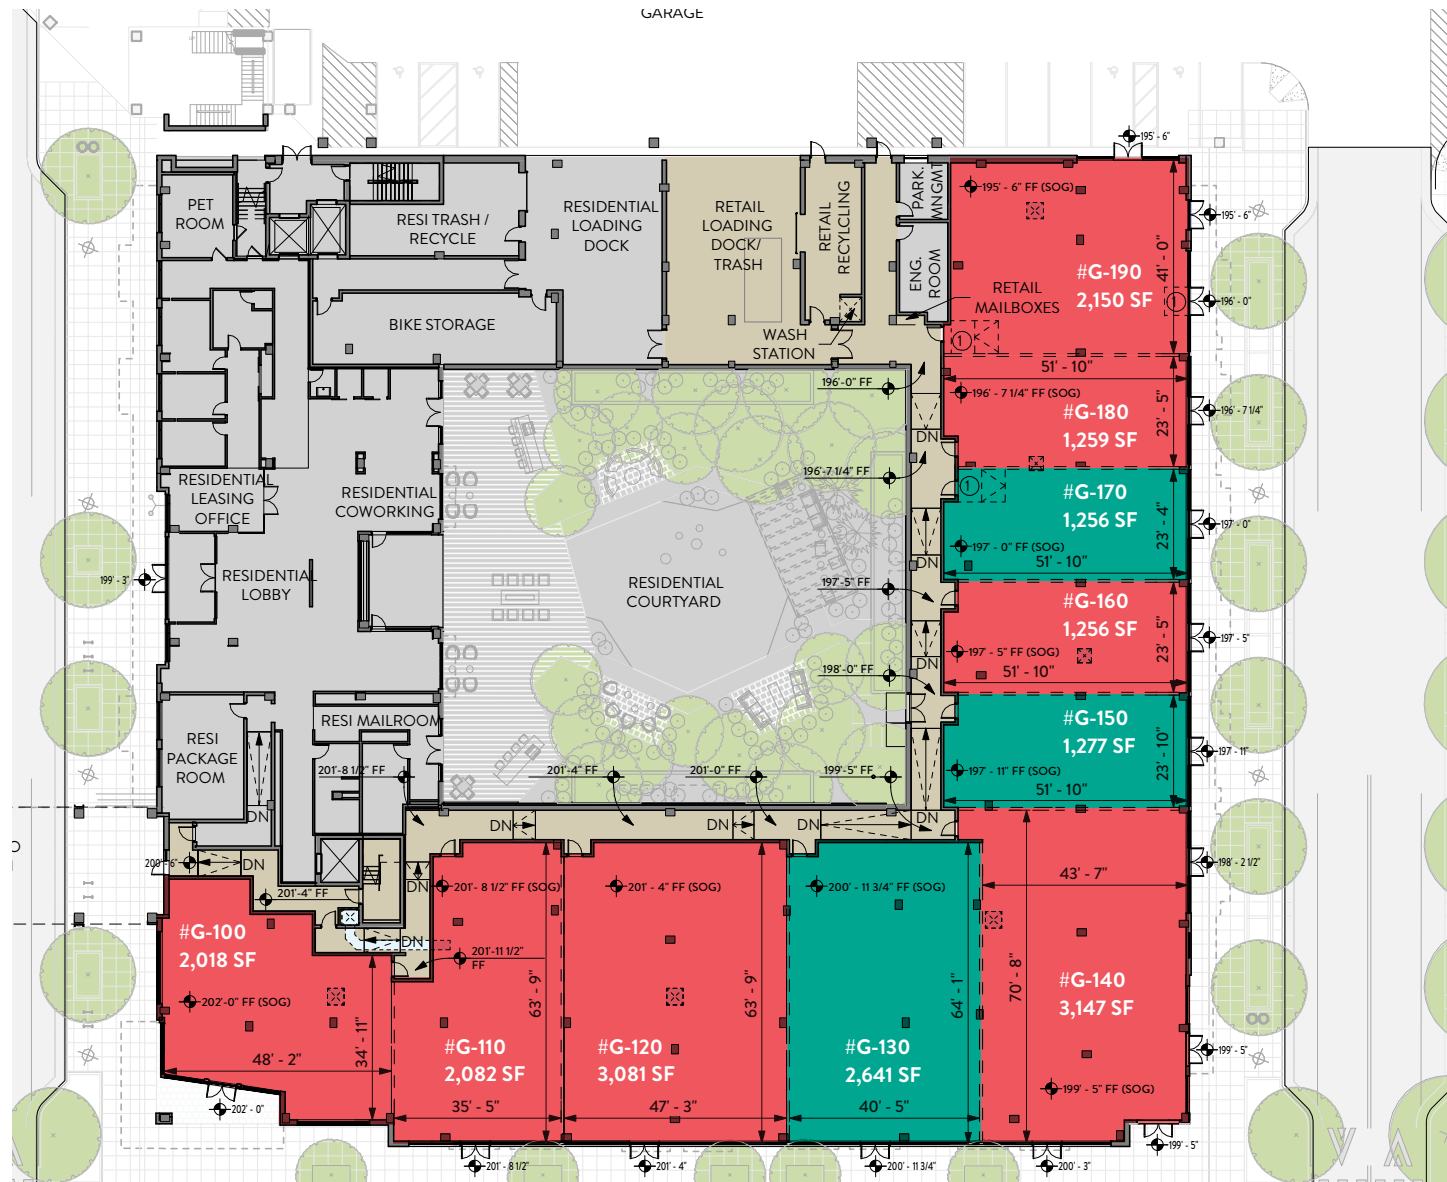 GARAGE
195' - 6"
PET
ROOM
RESI TRASH /
RECYCLE
RESIDENTIAL
LOADING
DOCK
RETAIL
LOADING
DOCK/
TRASH
RETAIL
RECYLCLING
PARK.
MNGMT
ENG.
ROOM
195' - 6" FF (SOG)
195' - 6"
#G-190
2,150 SF
41' - 0"
1
196' - 0"
RETAIL
MAILBOXES
BIKE STORAGE
WASH
STATION
1
51' - 10"
196'-0" FF
196' - 7 1/4" FF (SOG)
#G-180
1,259 SF
23' - 5"
196' - 7 1/4"
DN
196'-7 1/4" FF
RESIDENTIAL
LEASING
OFFICE
RESIDENTIAL
COWORKING
1
#G-170
1,256 SF
23' - 4"
197' - 0"
197' - 0" FF (SOG)
51' - 10"
DN
199' - 3"
RESIDENTIAL
LOBBY
RESIDENTIAL
COURTYARD
197'-5" FF
#G-160
1,256 SF
23' - 5"
197' - 5"
197' - 5" FF (SOG)
51' - 10"
DN
198'-0" FF
RESI MAILROOM
#G-150
1,277 SF
23' - 10"
197' - 11"
197' - 11" FF (SOG)
51' - 10"
RESI
PACKAGE
ROOM
201'-8 1/2" FF
201'-4" FF
201'-0" FF
199'-5" FF
DN
DN
DN
DN
DN
200' - 6"
DN
201'-4" FF
DN
DN
201' - 8 1/2" FF (SOG)
201' - 4" FF (SOG)
200' - 11 3/4" FF (SOG)
43' - 7"
198' - 2 1/2"
#G-100
2,018 SF
202'-0" FF (SOG)
201'-11 1/2"
FF
63' - 9"
63' - 9"
64' - 1"
70' - 8"
#G-140
3,147 SF
34' - 11"
48' - 2"
#G-110
2,082 SF
#G-120
3,081 SF
#G-130
2,641 SF
199' - 5"
199' - 5" FF (SOG)
202' - 0"
35' - 5"
47' - 3"
40' - 5"
199' - 5"
201' - 8 1/2"
201' - 4"
200' - 11 3/4"
200' - 3"